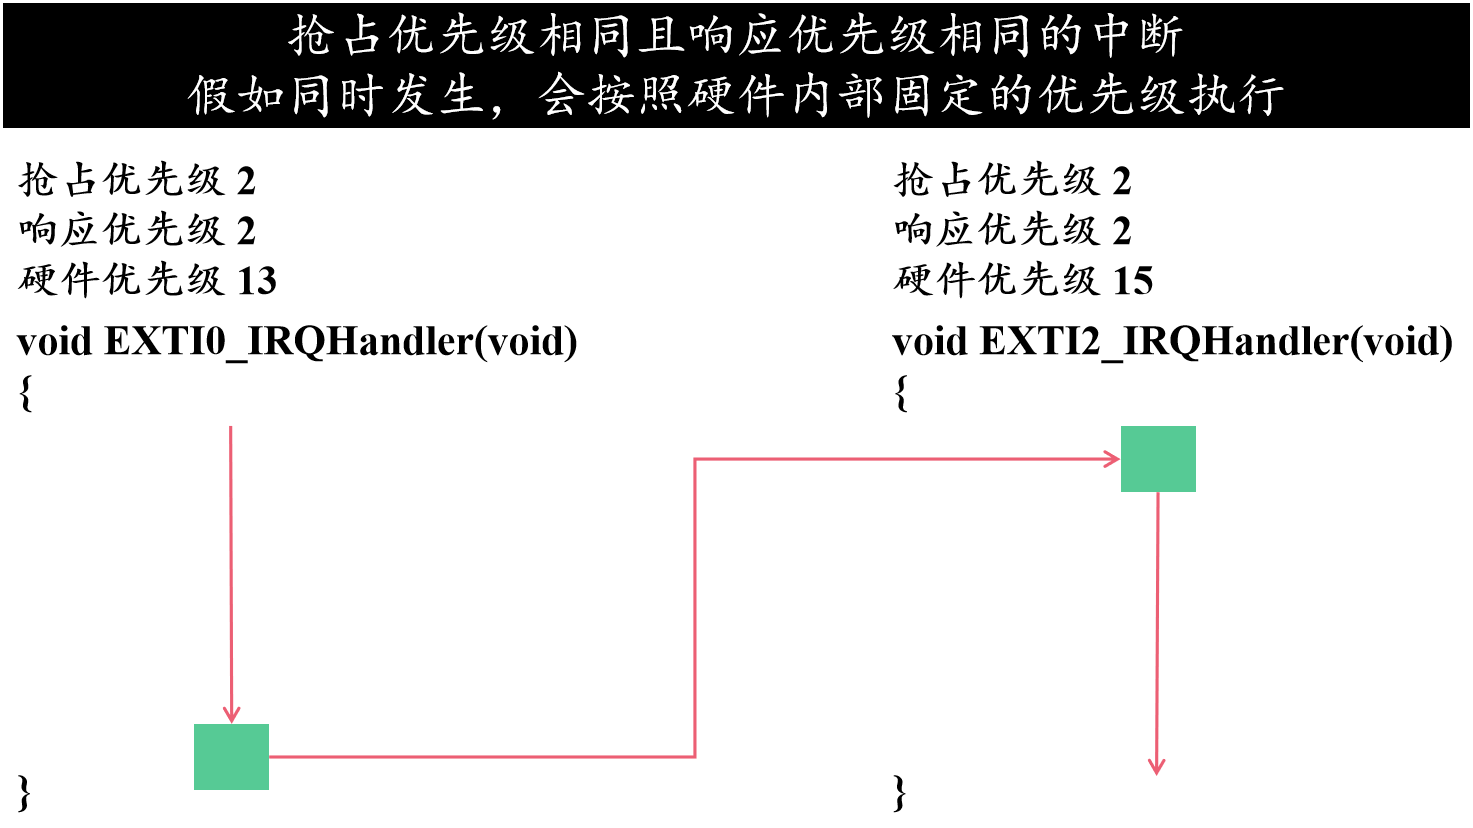 抢占优先级相同且响应优先级相同的中断
假如同时发生，会按照硬件内部固定的优先级执行
抢占优先级 2
响应优先级 2
硬件优先级 13
void EXTI0_IRQHandler(void)
{
}
抢占优先级 2
响应优先级 2
硬件优先级 15
void EXTI2_IRQHandler(void)
{
}